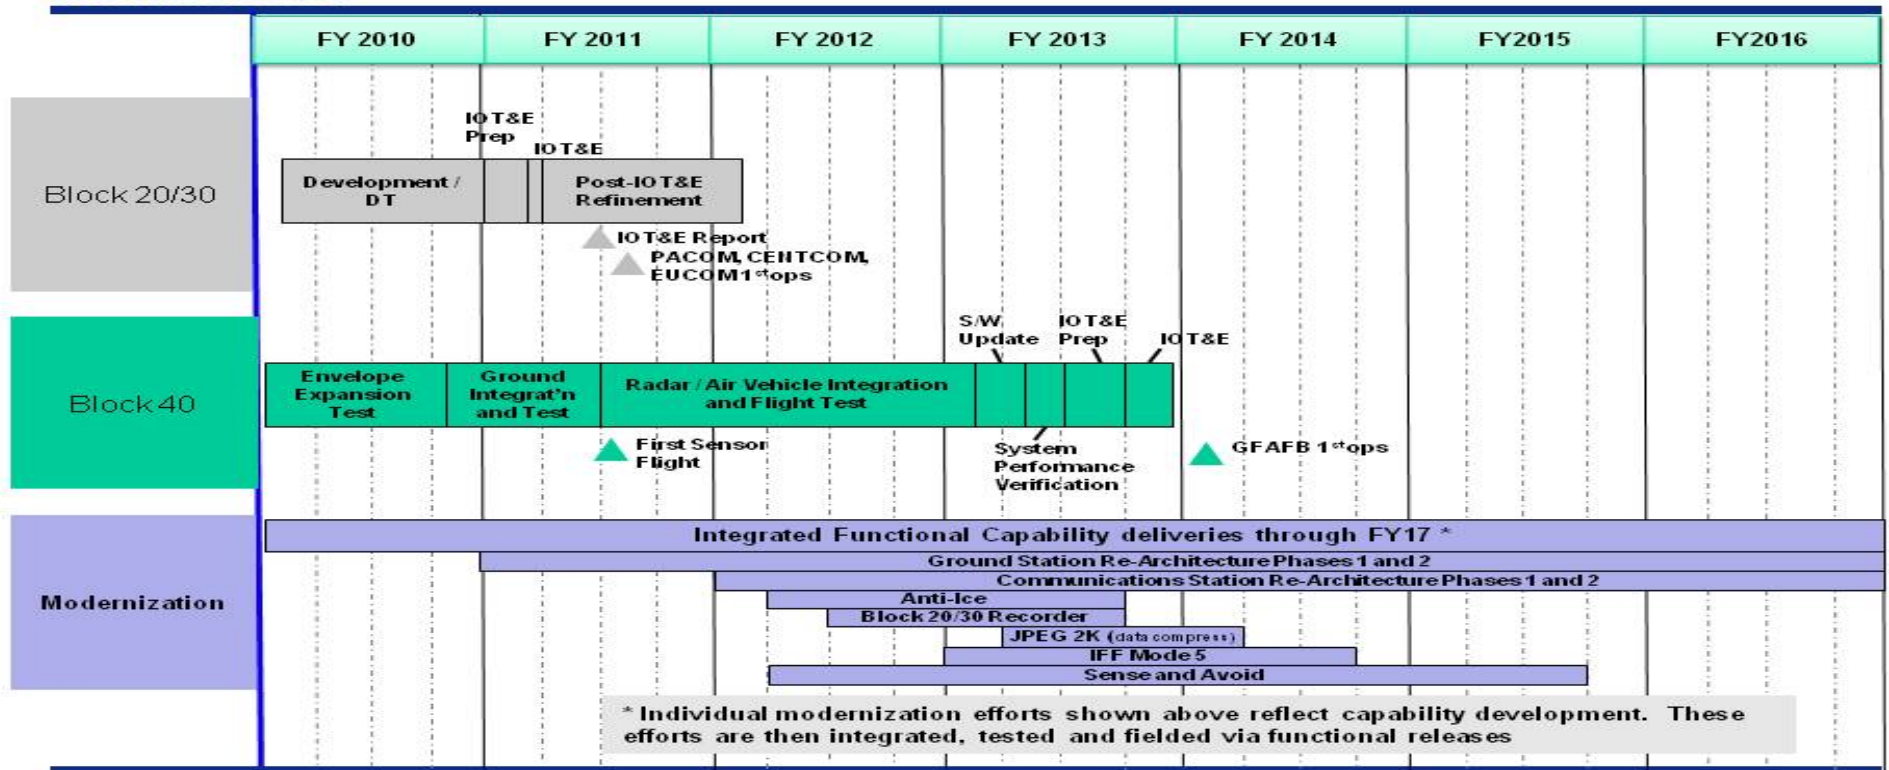 FY 2010 FY 2011 FY 2012 FY 2013 FY 2014 FY2015 FY2016
Block 20/30
IOT&E
Prep
IOT&E
Development /
DT
Post-IOT&E
Refinement
IOT&E Report
PACOM, CENTCOM,
EUCOM 1st ops
Block 40
S/W
Update
IOT&E
Prep
IOT&E
Envelope
Expansion
Test
Ground
Integrat'n
and Test
Radar / Air Vehicle Integration
and Flight Test
First Sensor
Flight
System
Performance
Verification
GFAFB 1st ops
Modernization
Integrated Functional Capability deliveries through FY17 *
Ground Station Re-Architecture Phases 1 and 2
Communications Station Re-Architecture Phases 1 and 2
Anti-Ice
Block 20/30 Recorder
JPEG 2K (data compress)
IFF Mode 5
Sense and Avoid
* Individual modernization efforts shown above reflect capability development. These
efforts are then integrated, tested and fielded via functional releases